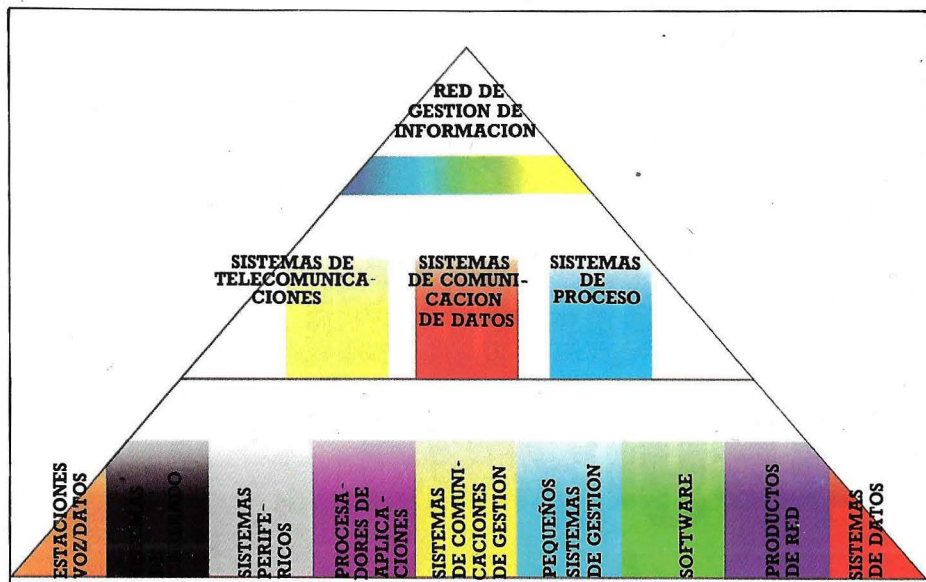 RED DE
GESTION DE
INFORMACION
SISTEMAS DE
TELECOMUNICA-
CIONES
SISTEMAS
DE COMUNI-
CACION
DE DATOS
SISTEMAS
DE
PROCESO
ESTACIONES
VOZ/DATOS
SISTEMAS
PERIFE-
RICOS
PROCESA-
DORES DE
APLICA-
CIONES
SISTEMAS
DE COMUNI-
CACIONES
DE GESTION
PEQUEÑOS
SISTEMAS
DE GESTION
SOFTWARE
PRODUCTOS
DE RED
SISTEMAS
DE DATOS